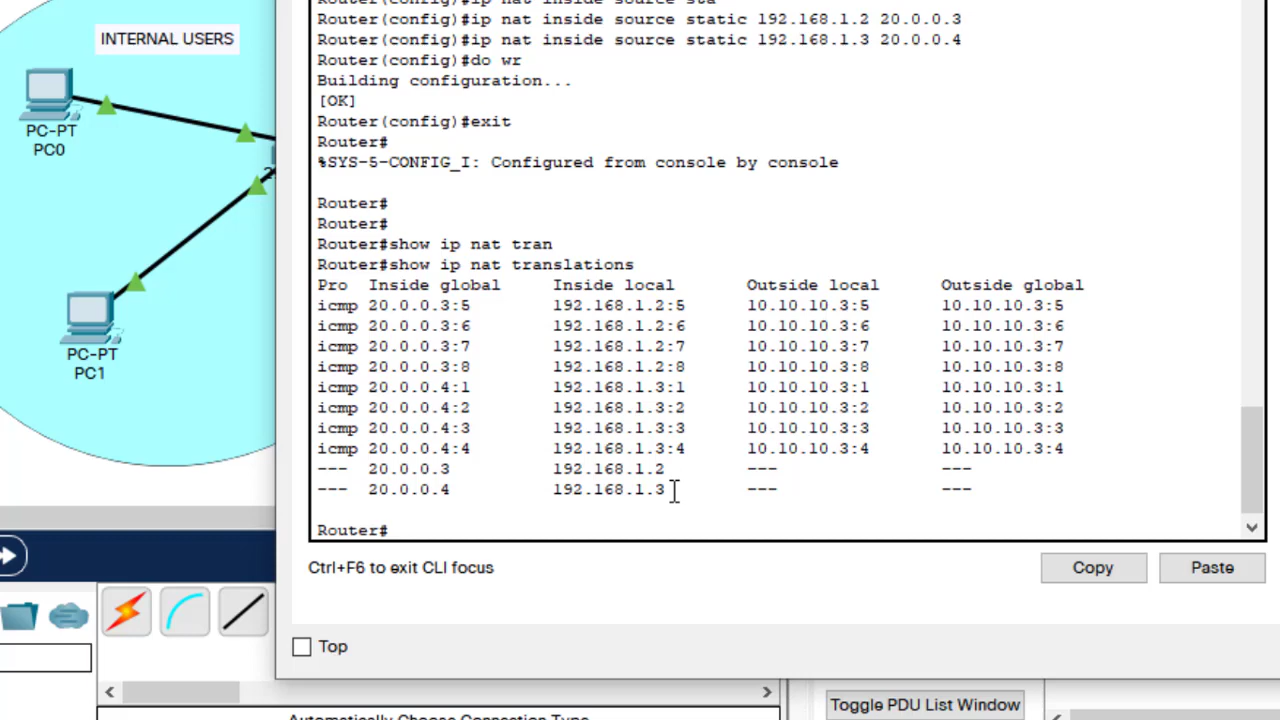 INTERNAL USERS
PC-PT
PC0
PC-PT
PC1
Router(config)#ip nat inside source sta
Router(config)#ip nat inside source static 192.168.1.2 20.0.0.3
Router(config)#ip nat inside source static 192.168.1.3 20.0.0.4
Router(config)#do wr
Building configuration...
[OK]
Router(config)#exit
Router#
%SYS-5-CONFIG_I: Configured from console by console
Router#
Router#
Router#show ip nat tran
Router#show ip nat translations
Pro Inside global Inside local Outside local Outside global
icmp 20.0.0.3:5 192.168.1.2:5 10.10.10.3:5 10.10.10.3:5
icmp 20.0.0.3:6 192.168.1.2:6 10.10.10.3:6 10.10.10.3:6
icmp 20.0.0.3:7 192.168.1.2:7 10.10.10.3:7 10.10.10.3:7
icmp 20.0.0.3:8 192.168.1.2:8 10.10.10.3:8 10.10.10.3:8
icmp 20.0.0.4:1 192.168.1.3:1 10.10.10.3:1 10.10.10.3:1
icmp 20.0.0.4:2 192.168.1.3:2 10.10.10.3:2 10.10.10.3:2
icmp 20.0.0.4:3 192.168.1.3:3 10.10.10.3:3 10.10.10.3:3
icmp 20.0.0.4:4 192.168.1.3:4 10.10.10.3:4 10.10.10.3:4
--- 20.0.0.3 192.168.1.2 --- ---
--- 20.0.0.4 192.168.1.3 --- ---
Router#
Ctrl+F6 to exit CLI focus
Copy
Paste
Top
Toggle PDU List Window
Automatically Choose Connection Type